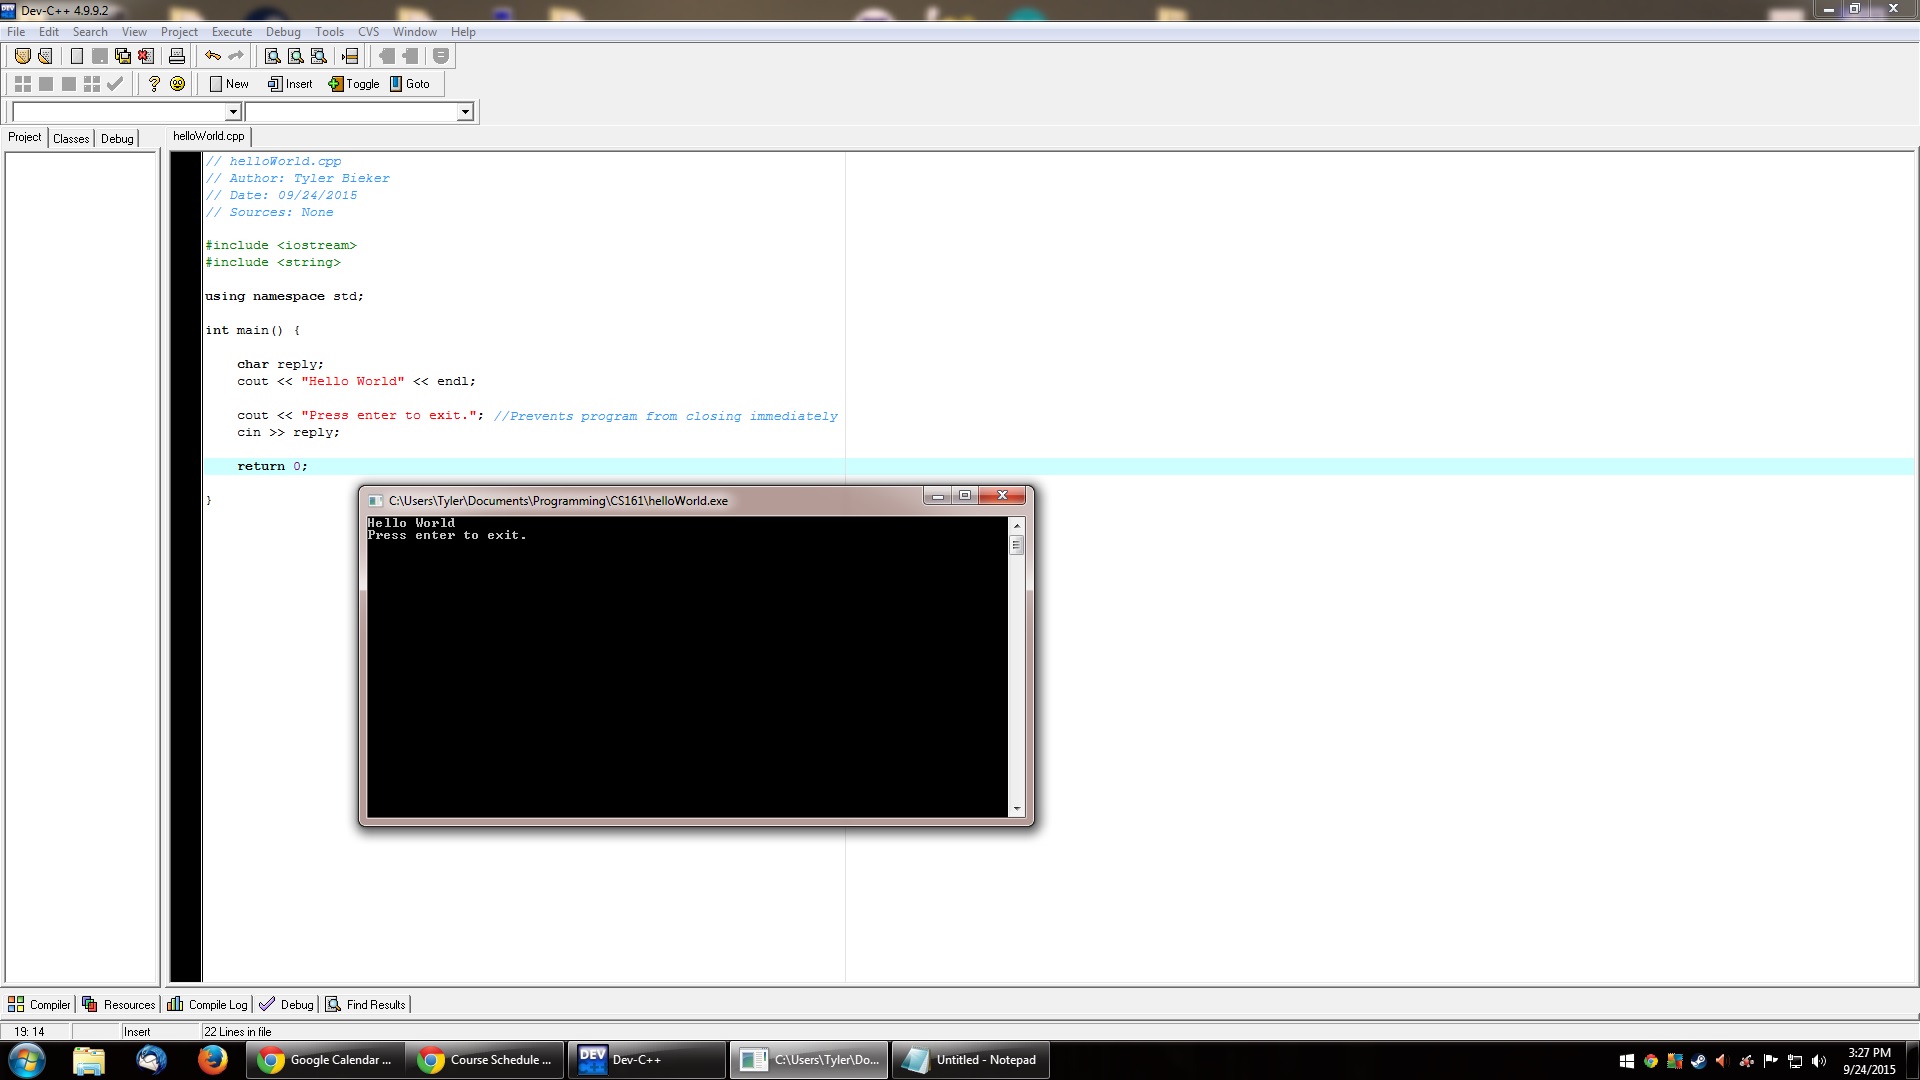 Dev-C++ 4.9.9.2
File Edit Search View Project Execute Debug Tools CVS Window Help
New Insert Toggle Goto
Project Classes Debug helloWorld.cpp
// helloWorld.cpp
// Author: Tyler Bieker
// Date: 09/24/2015
// Sources: None
#include <iostream>
#include <string>
using namespace std;
int main() {
char reply;
cout << "Hello World" << endl;
cout << "Press enter to exit."; //Prevents program from closing immediately
cin >> reply;
return 0;
}
C:\Users\Tyler\Documents\Programming\CS161\helloWorld.exe
Hello World
Press enter to exit.
Compiler Resources Compile Log Debug Find Results
19: 14 Insert 22 Lines in file
DEV Google Calendar ... Course Schedule ... Dev-C++ C:\Users\Tyler\Do... Untitled - Notepad
3:27 PM
9/24/2015